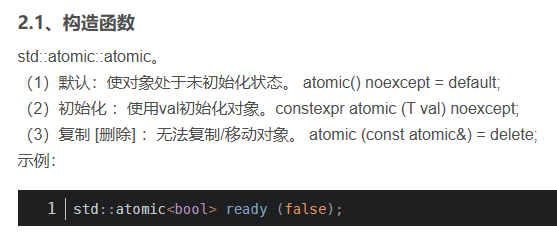 2.1、构造函数
std::atomic::atomic。
（1）默认：使对象处于未初始化状态。 atomic() noexcept = default;
（2）初始化 ：使用val初始化对象。constexpr atomic (T val) noexcept;
（3）复制 [删除] ：无法复制/移动对象。 atomic (const atomic&) = delete;
示例：
1 std::atomic<bool> ready (false);